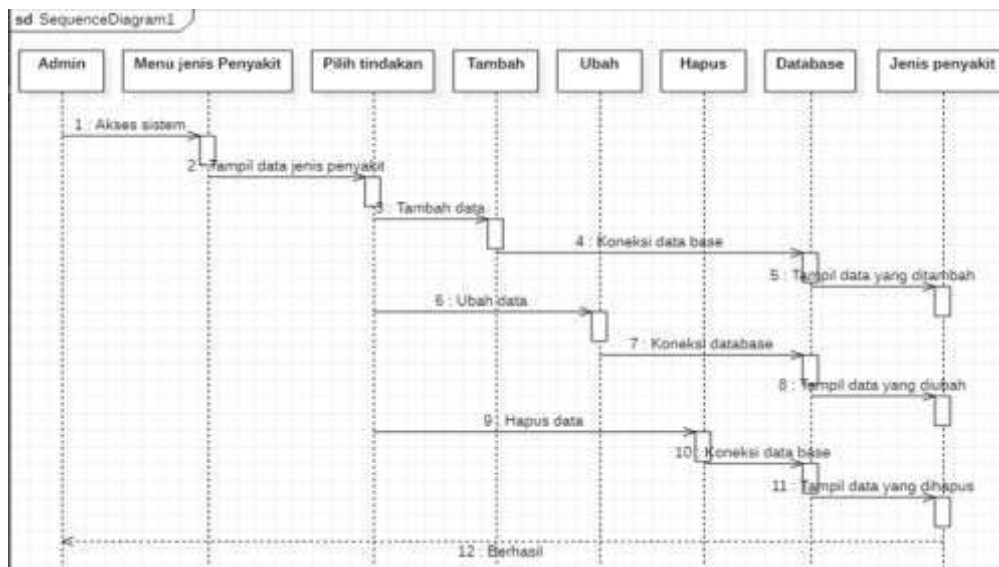 sd SequenceDiagram1
Admin
Menu jenis Penyakit
Pilih tindakan
Tambah
Ubah
Hapus
Database
Jenis penyakit
1 : Akses sistem
2 : Tampil data jenis penyakit
3 : Tambah data
4 : Koneksi data base
5 : Tampil data yang ditambah
6 : Ubah data
7 : Koneksi database
8 : Tampil data yang diubah
9 : Hapus data
10 : Koneksi data base
11 : Tampil data yang dihapus
12 : Berhasil